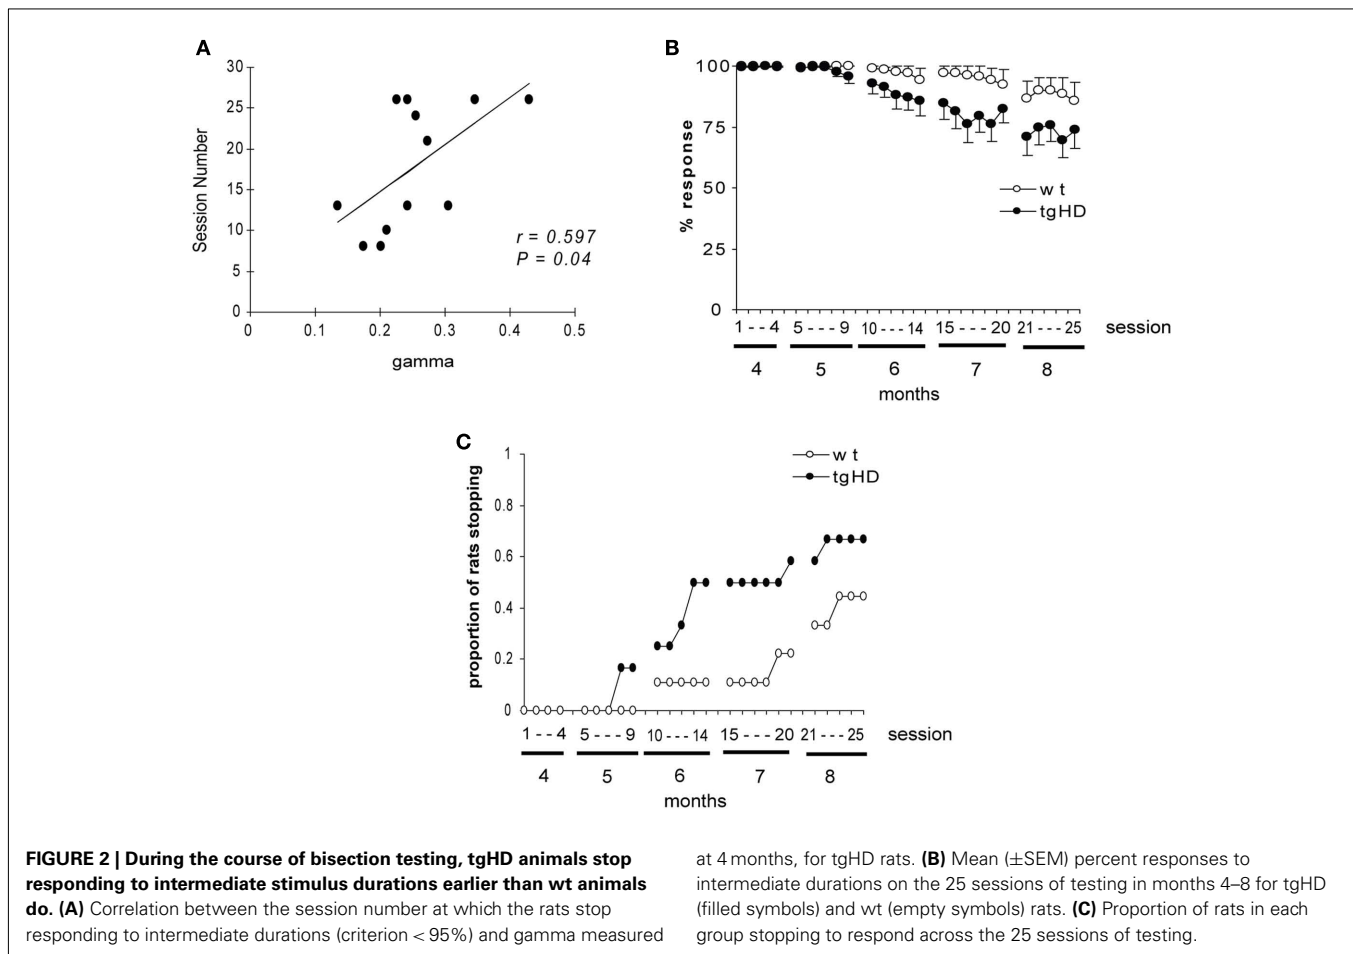 A
30
25
20
15
10
5
0
Session Number
0 0.1 0.2 0.3 0.4 0.5
gamma
r = 0.597
P = 0.04
B
100
75
50
25
0
% response
wt
tgHD
1 - - 4 5 - - - 9 10 - - - 14 15 - - - 20 21 - - - 25 session
4 5 6 7 8
months
C
1
0.8
0.6
0.4
0.2
0
proportion of rats stopping
wt
tgHD
1 - - 4 5 - - - 9 10 - - - 14 15 - - - 20 21 - - - 25 session
4 5 6 7 8
months
FIGURE 2 | During the course of bisection testing, tgHD animals stop
responding to intermediate stimulus durations earlier than wt animals
do. (A) Correlation between the session number at which the rats stop
responding to intermediate durations (criterion < 95%) and gamma measured
at 4 months, for tgHD rats. (B) Mean (±SEM) percent responses to
intermediate durations on the 25 sessions of testing in months 4–8 for tgHD
(filled symbols) and wt (empty symbols) rats. (C) Proportion of rats in each
group stopping to respond across the 25 sessions of testing.